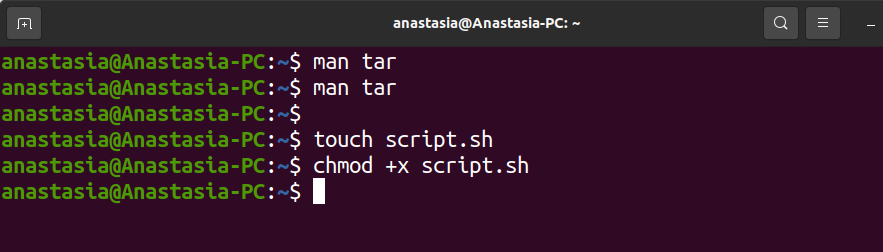 anastasia@Anastasia-PC: ~
anastasia@Anastasia-PC:~$ man tar
anastasia@Anastasia-PC:~$ man tar
anastasia@Anastasia-PC:~$
anastasia@Anastasia-PC:~$ touch script.sh
anastasia@Anastasia-PC:~$ chmod +x script.sh
anastasia@Anastasia-PC:~$